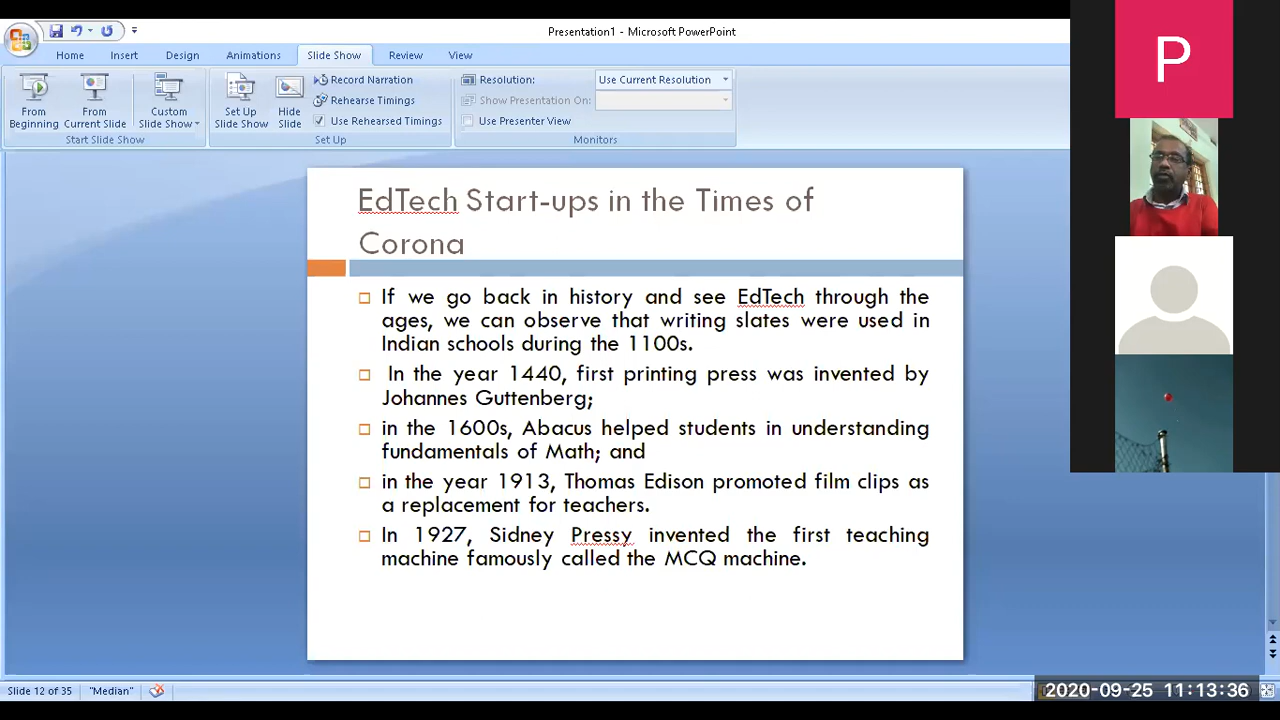 Presentation1 - Microsoft PowerPoint
Home Insert Design Animations Slide Show Review View
From Beginning
From Current Slide
Custom Slide Show
Set Up Slide Show
Hide Slide
Record Narration
Rehearse Timings
Use Rehearsed Timings
Resolution: Use Current Resolution
Show Presentation On:
Use Presenter View
Start Slide Show
Set Up
Monitors
P
EdTech Start-ups in the Times of
Corona
If we go back in history and see EdTech through the
ages, we can observe that writing slates were used in
Indian schools during the 1100s.
In the year 1440, first printing press was invented by
Johannes Guttenberg;
in the 1600s, Abacus helped students in understanding
fundamentals of Math; and
in the year 1913, Thomas Edison promoted film clips as
a replacement for teachers.
In 1927, Sidney Pressy invented the first teaching
machine famously called the MCQ machine.
Slide 12 of 35 "Median"
2020-09-25 11:13:36